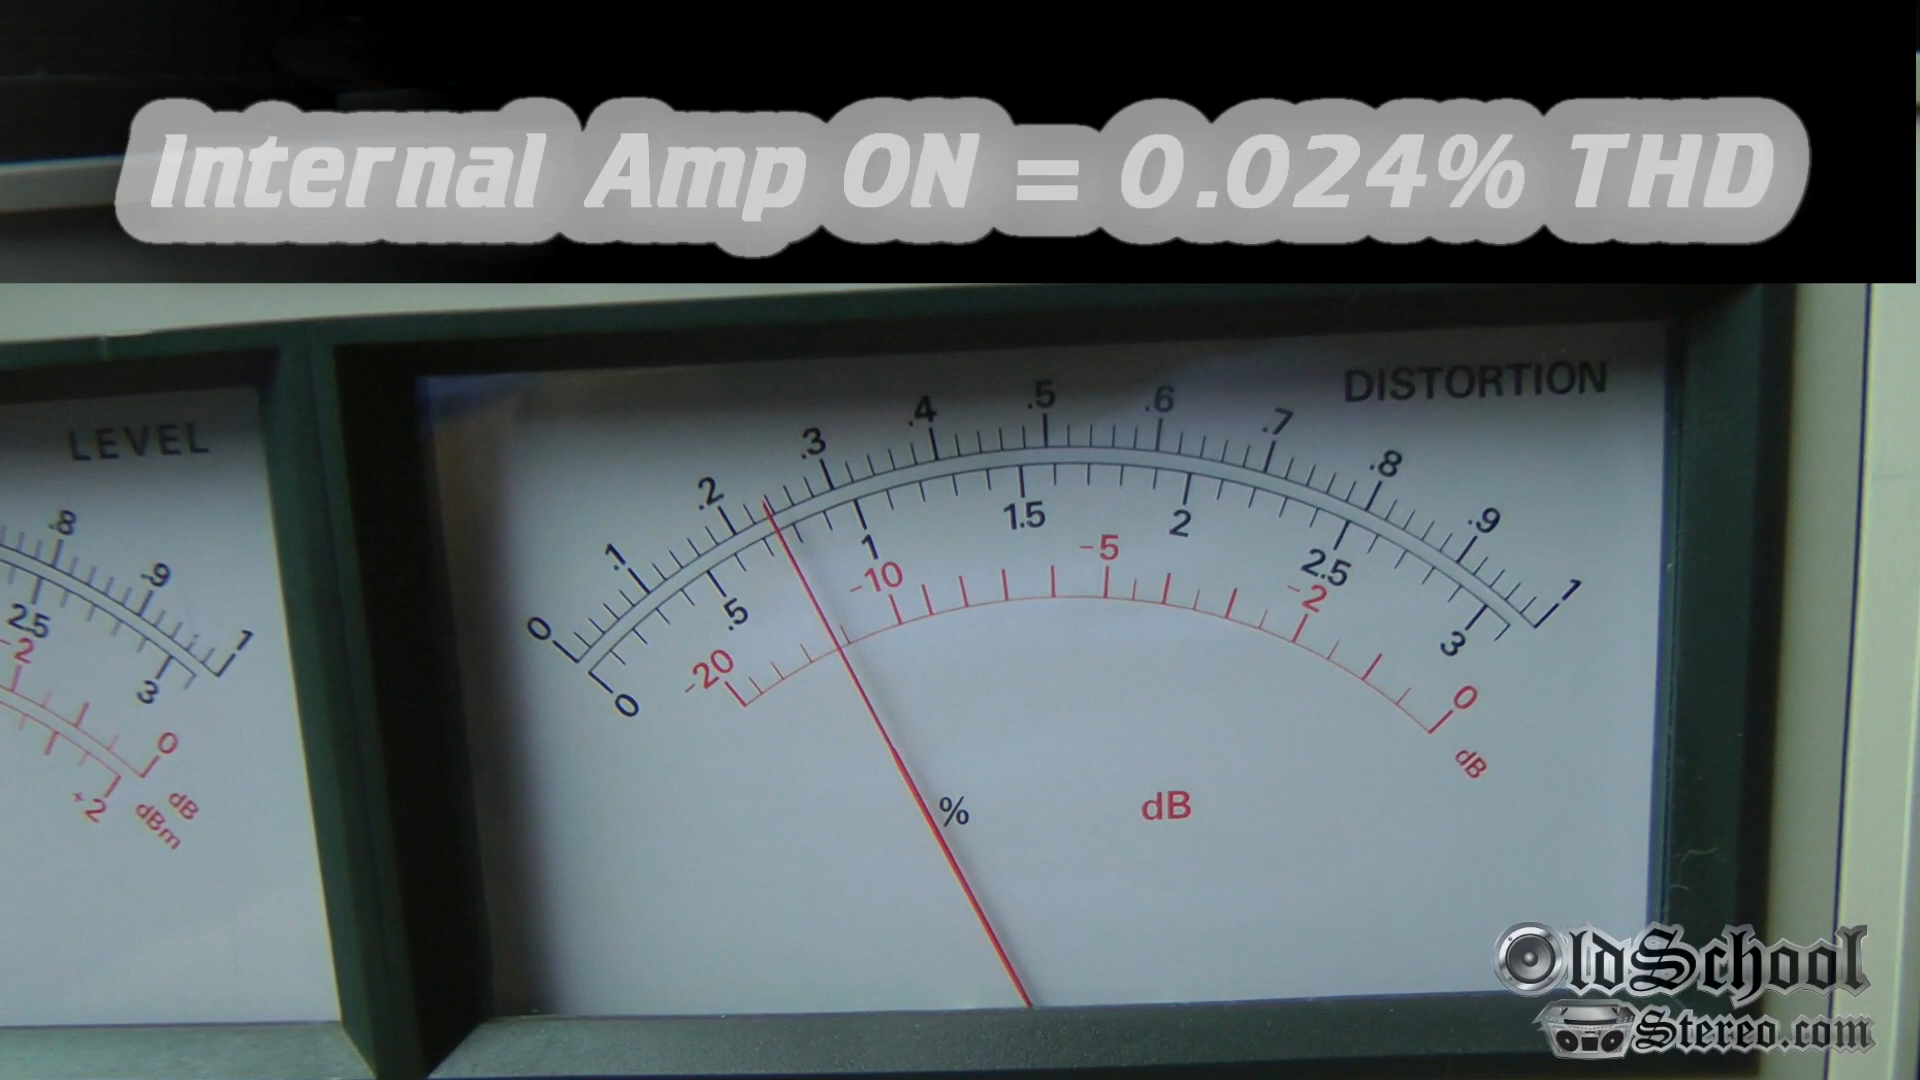 Internal Amp ON = 0.024% THD
LEVEL
.8
.9
1
2.5
3
-2
0
+2
dB
dBm
DISTORTION
0 .1 .2 .3 .4 .5 .6 .7 .8 .9 1
0 .5 1 1.5 2 2.5 3
-20 -10 -5 -2 0
dB
% dB
OldSchool
Stereo.com